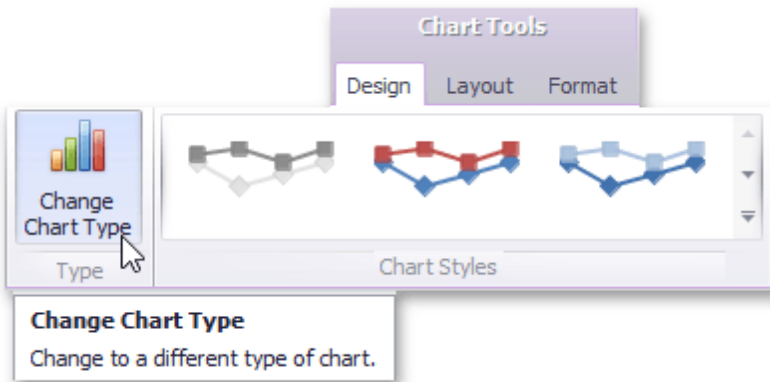 Chart Tools
Design Layout Format
Change
Chart Type
Type
Chart Styles
Change Chart Type
Change to a different type of chart.